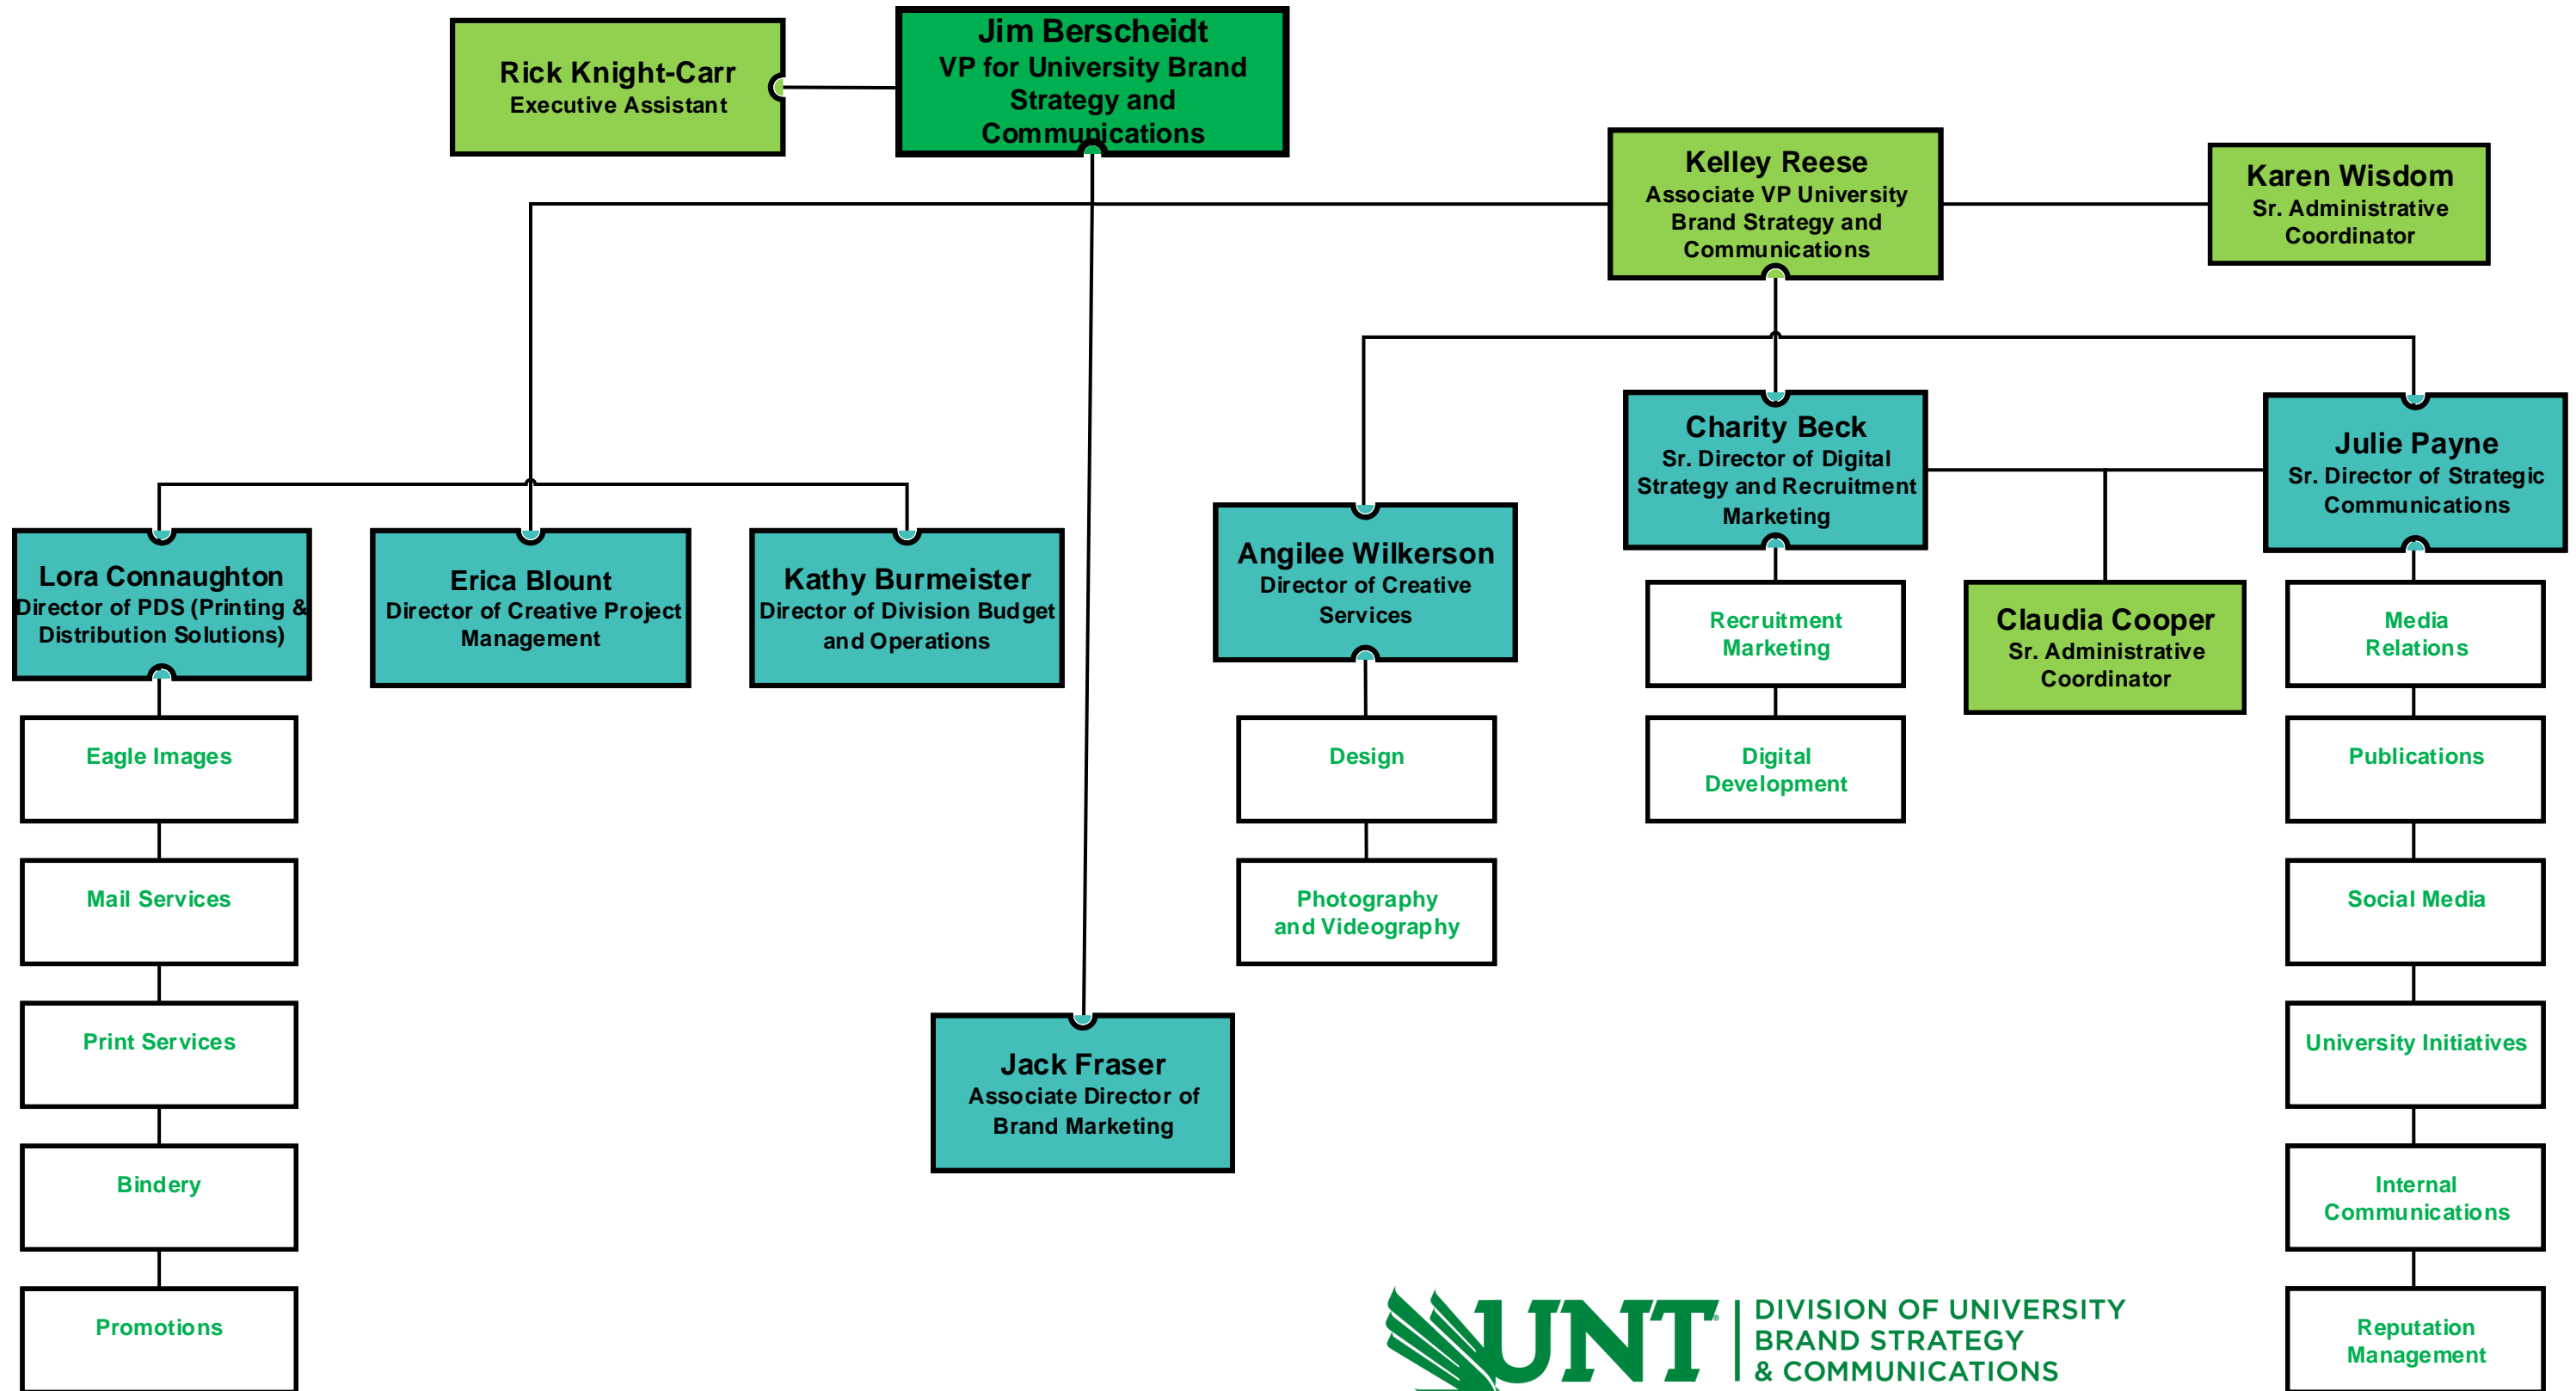 Jim Berscheidt
VP for University Brand
Strategy and
Communications
Rick Knight-Carr
Executive Assistant
Kelley Reese
Associate VP University
Brand Strategy and
Communications
Karen Wisdom
Sr. Administrative
Coordinator
Lora Connaughton
Director of PDS (Printing &
Distribution Solutions)
Erica Blount
Director of Creative Project
Management
Kathy Burmeister
Director of Division Budget
and Operations
Angilee Wilkerson
Director of Creative
Services
Charity Beck
Sr. Director of Digital
Strategy and Recruitment
Marketing
Julie Payne
Sr. Director of Strategic
Communications
Claudia Cooper
Sr. Administrative
Coordinator
Eagle Images
Mail Services
Print Services
Bindery
Promotions
Design
Photography
and Videography
Recruitment
Marketing
Digital
Development
Media
Relations
Publications
Social Media
University Initiatives
Internal
Communications
Reputation
Management
Jack Fraser
Associate Director of
Brand Marketing
UNT®
DIVISION OF UNIVERSITY
BRAND STRATEGY
& COMMUNICATIONS